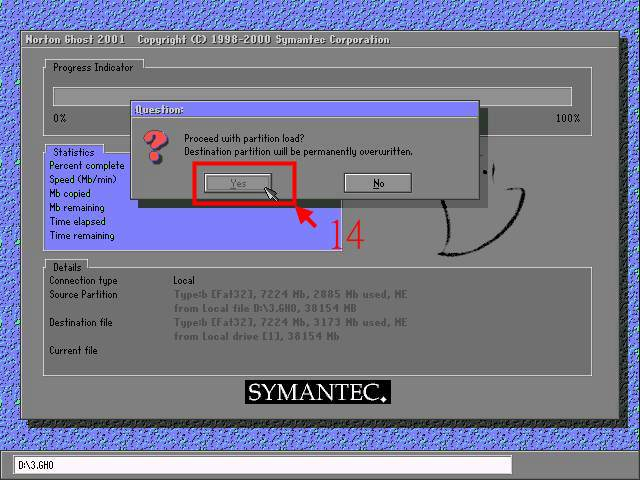 Norton Ghost 2001 Copyright (C) 1998-2000 Symantec Corporation
Progress Indicator
0% 100%
Question:
Proceed with partition load?
Destination partition will be permanently overwritten.
Yes No
14
Statistics
Percent complete
Speed (Mb/min)
Mb copied
Mb remaining
Time elapsed
Time remaining
Details
Connection type Local
Source Partition Type:b [Fat32], 7224 Mb, 2885 Mb used, ME
from Local file D:\3.GHO, 38154 MB
Destination file Type:b [Fat32], 7224 Mb, 3173 Mb used, ME
from Local drive [1], 38154 Mb
Current file
SYMANTEC.
D:\3.GHO